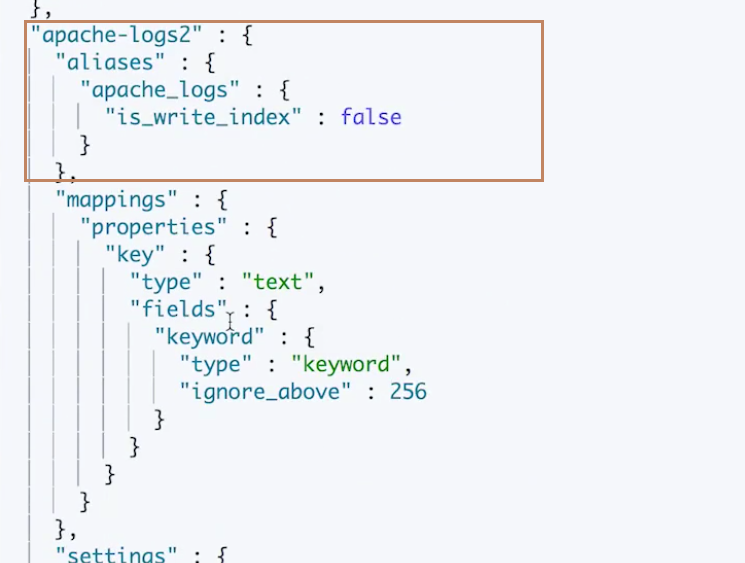 },
"apache-logs2" : {
"aliases" : {
"apache_logs" : {
"is_write_index" : false
}
},
"mappings" : {
"properties" : {
"key" : {
"type" : "text",
"fields" : {
"keyword" : {
"type" : "keyword",
"ignore_above" : 256
}
}
}
}
},
"settings" : {